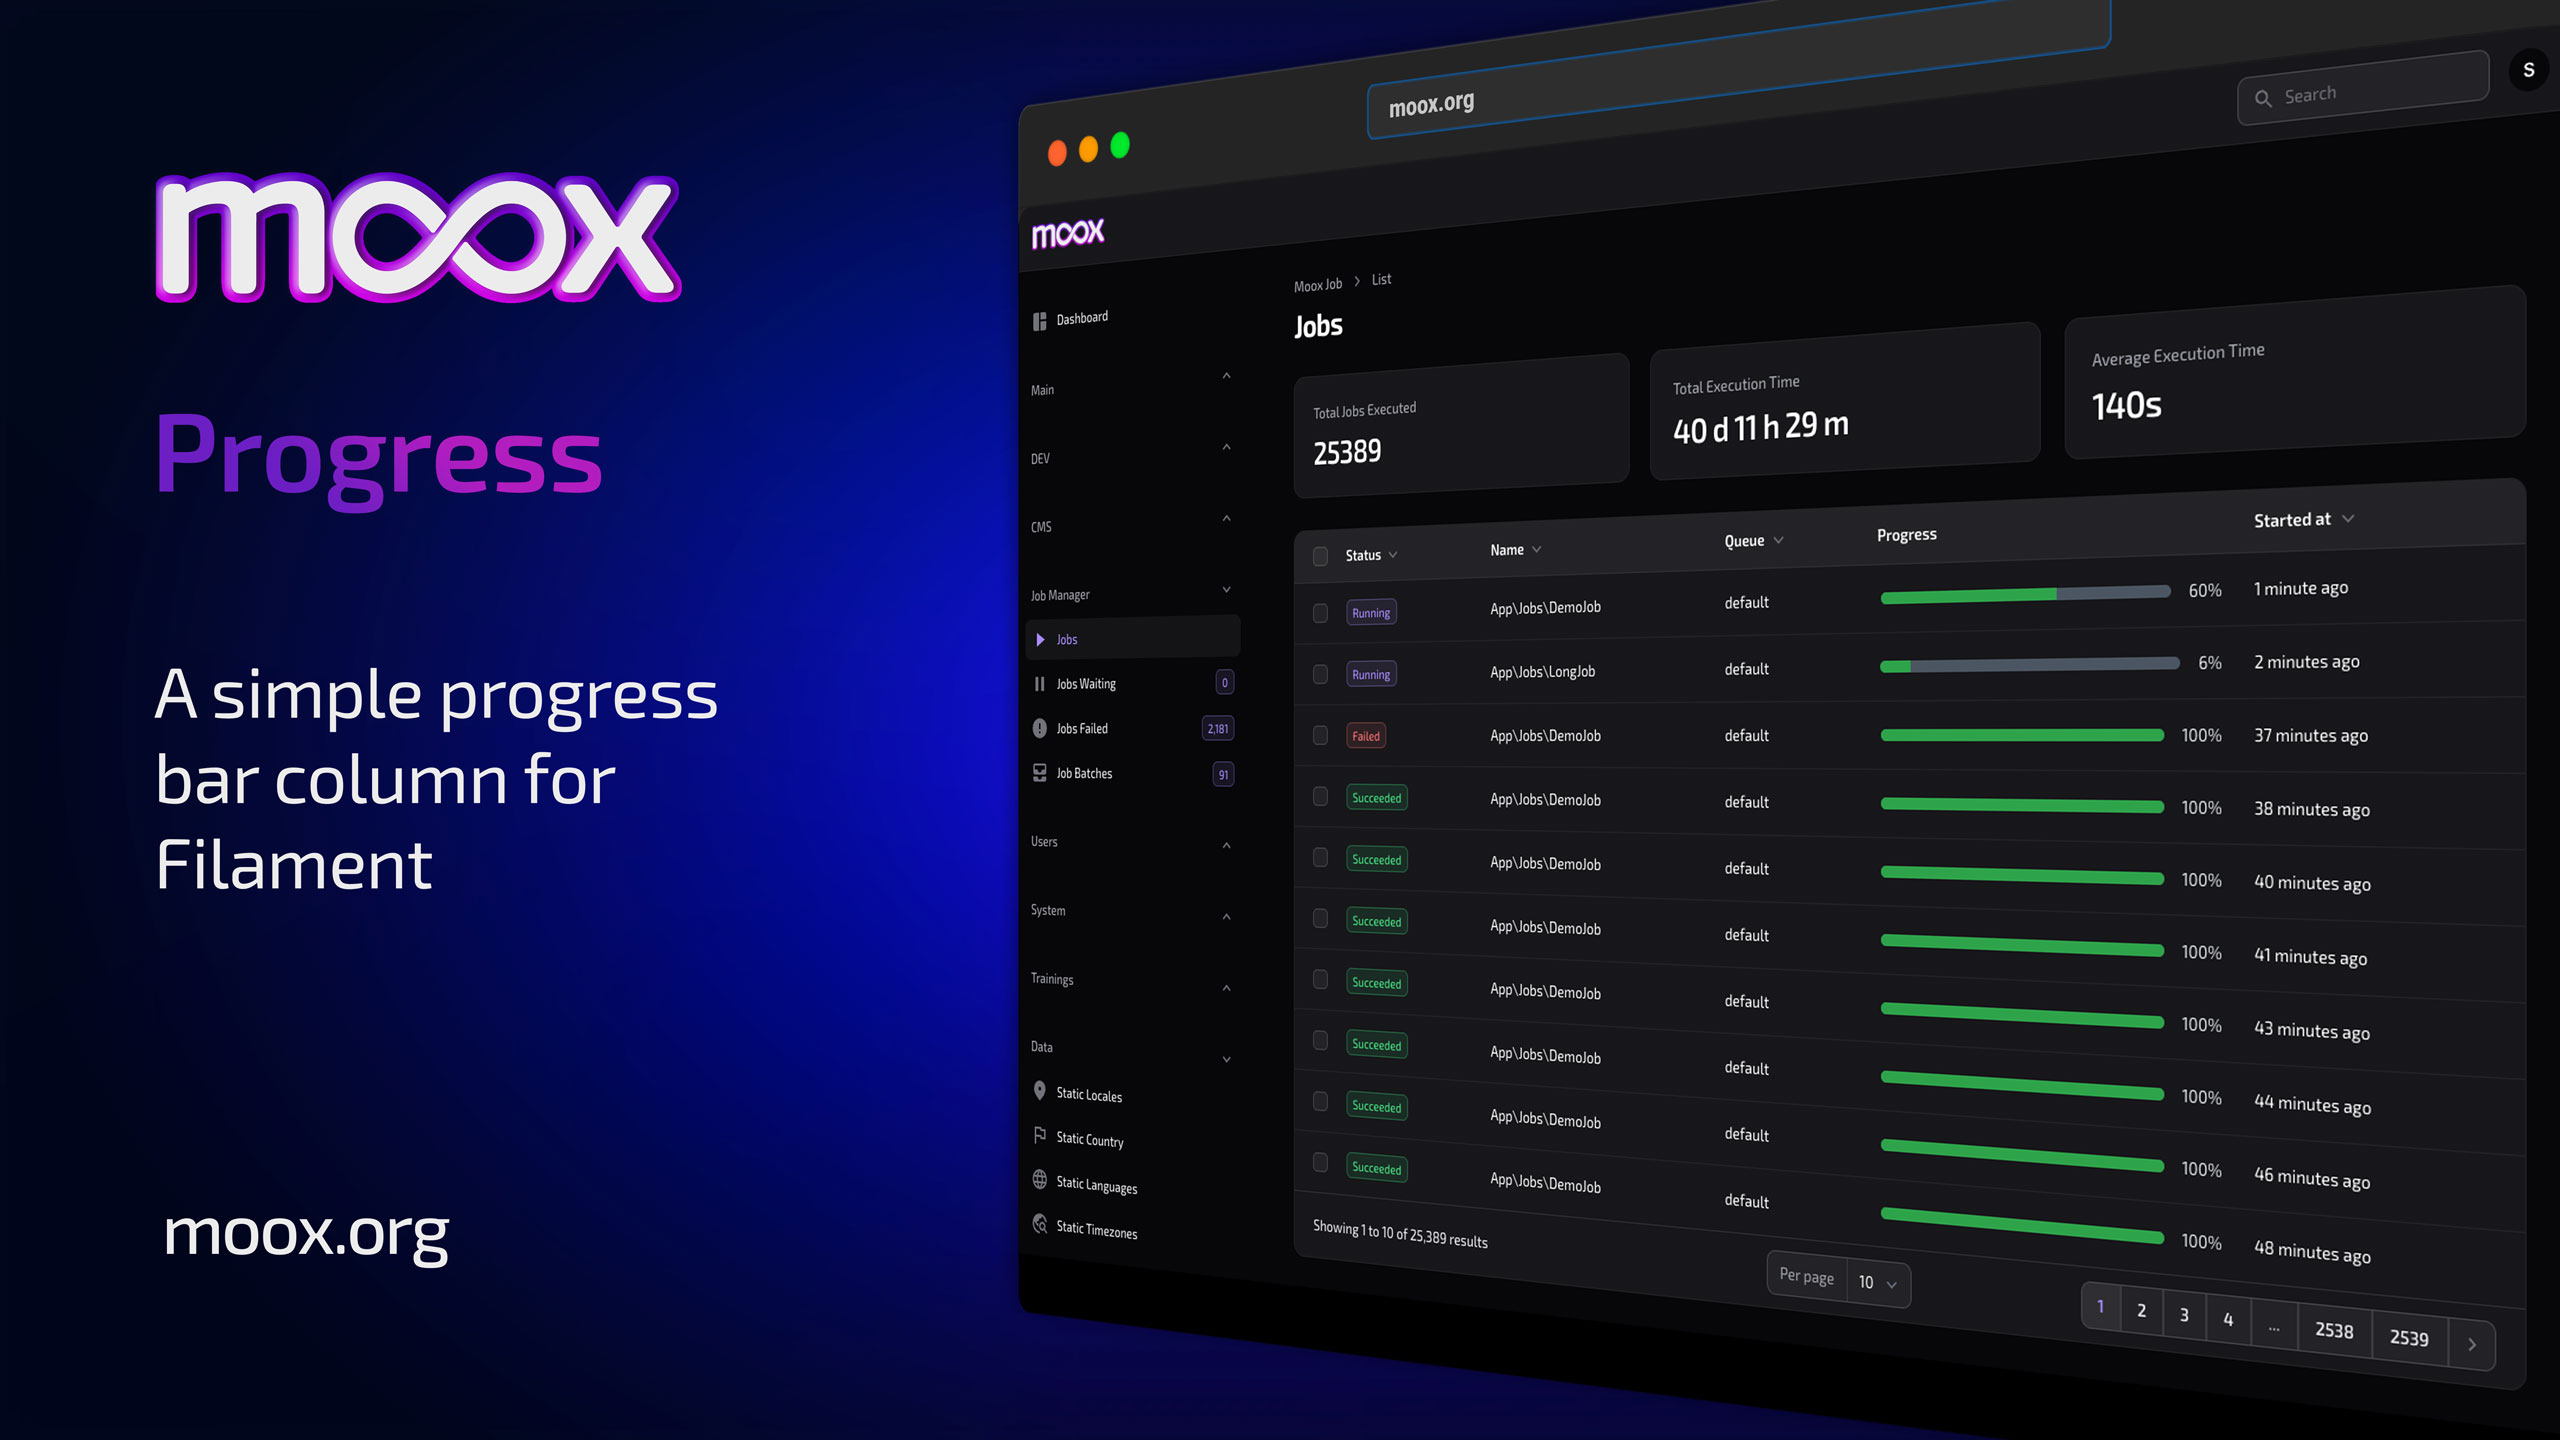 moox
Progress
A simple progress
bar column for
Filament
moox.org
moox.org
Search
S
moox
Dashboard
Main
DEV
CMS
Job Manager
Jobs
Jobs Waiting 0
Jobs Failed 2,181
Job Batches 91
Users
System
Trainings
Data
Static Locales
Static Country
Static Languages
Static Timezones
Moox Job > List
Jobs
Total Jobs Executed
25389
Total Execution Time
40 d 11 h 29 m
Average Execution Time
140s
Status Name Queue Progress Started at
Running App\Jobs\DemoJob default 60% 1 minute ago
Running App\Jobs\LongJob default 6% 2 minutes ago
Failed App\Jobs\DemoJob default 100% 37 minutes ago
Succeeded App\Jobs\DemoJob default 100% 38 minutes ago
Succeeded App\Jobs\DemoJob default 100% 40 minutes ago
Succeeded App\Jobs\DemoJob default 100% 41 minutes ago
Succeeded App\Jobs\DemoJob default 100% 43 minutes ago
Succeeded App\Jobs\DemoJob default 100% 44 minutes ago
Succeeded App\Jobs\DemoJob default 100% 46 minutes ago
Succeeded App\Jobs\DemoJob default 100% 48 minutes ago
Showing 1 to 10 of 25,389 results
Per page 10
1 2 3 4 ... 2538 2539 >